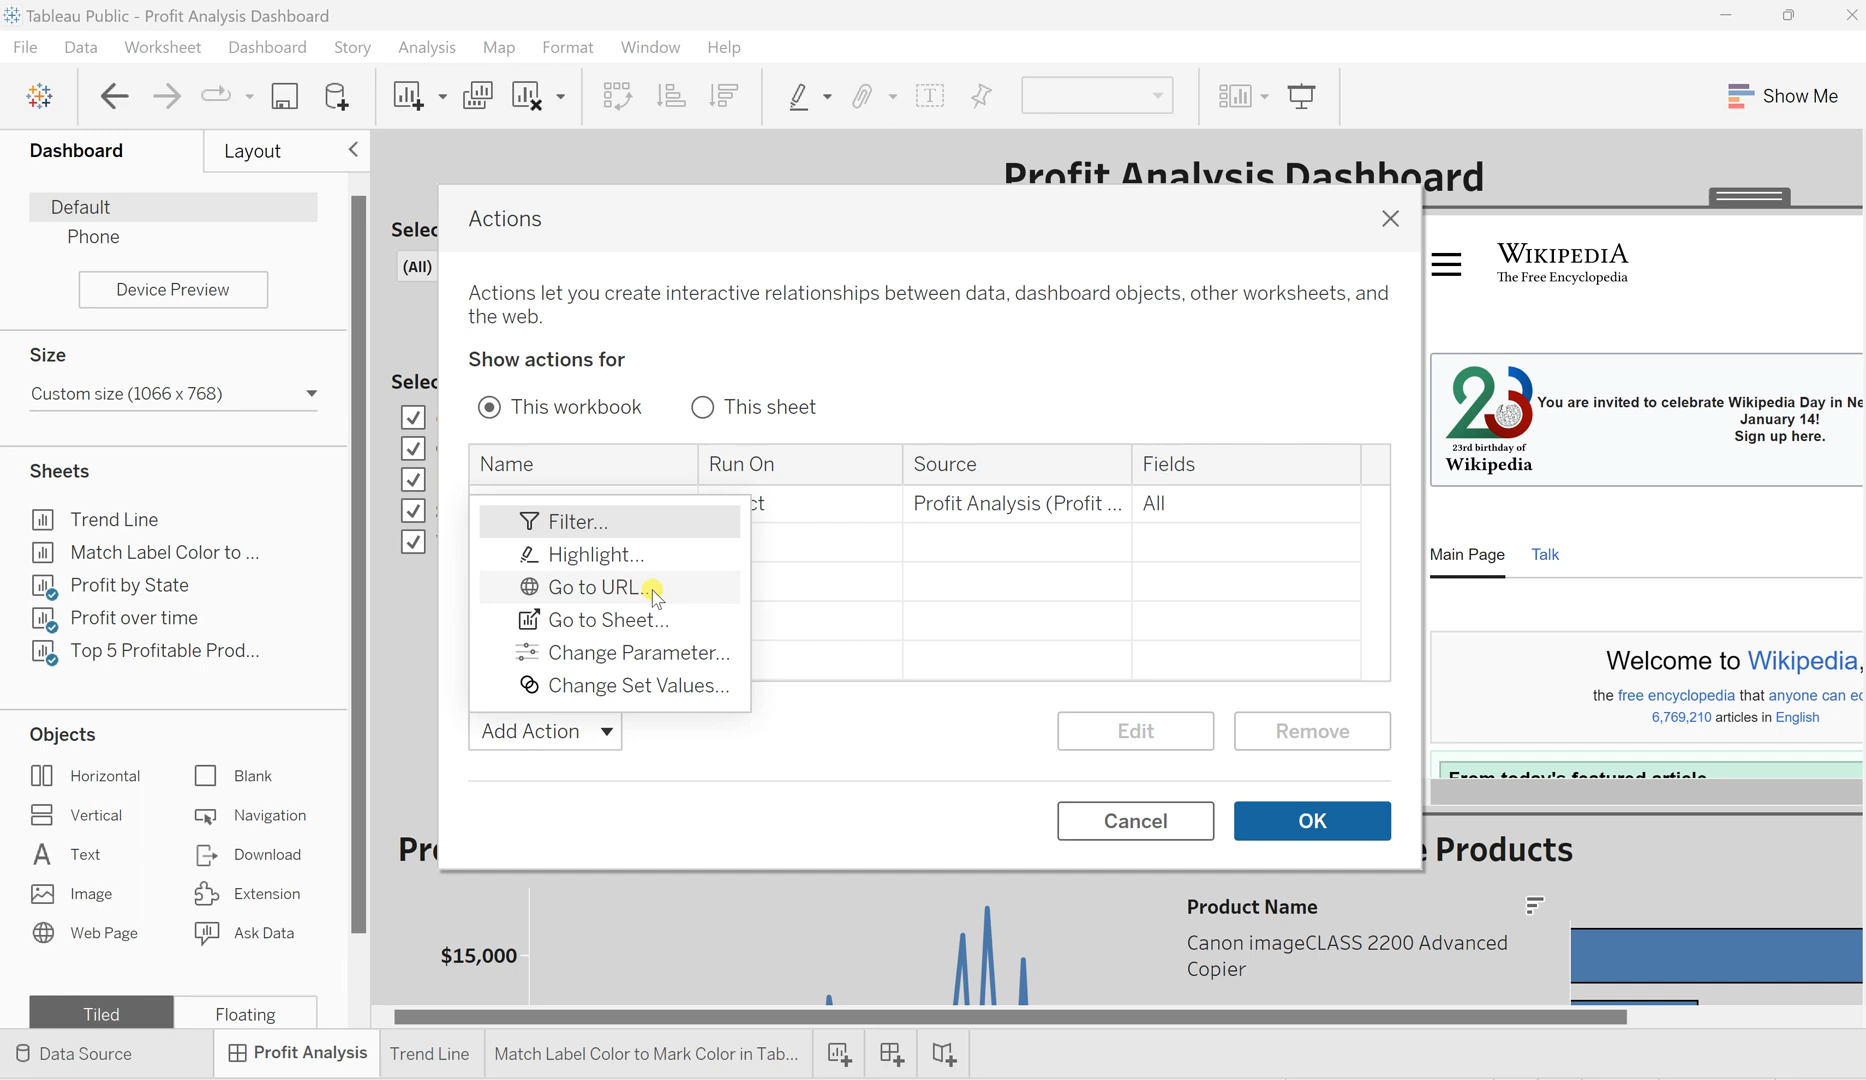 Tableau Public - Profit Analysis Dashboard
File Data Worksheet Dashboard Story Analysis Map Format Window Help
Show Me
Dashboard Layout
Default
Phone
Device Preview
Size
Custom size (1066 x 768)
Sheets
Trend Line
Match Label Color to ...
Profit by State
Profit over time
Top 5 Profitable Prod...
Objects
Horizontal Blank
Vertical Navigation
Text Download
Image Extension
Web Page Ask Data
Tiled Floating
Profit Analysis Dashboard
(All)
Actions
Actions let you create interactive relationships between data, dashboard objects, other worksheets, and
the web.
Show actions for
This workbook This sheet
Name Run On Source Fields
Profit Analysis (Profit ... All
Filter...
Highlight...
Go to URL...
Go to Sheet...
Change Parameter...
Change Set Values...
Add Action Edit Remove
Cancel OK
WIKIPEDIA
The Free Encyclopedia
23rd birthday of
Wikipedia
You are invited to celebrate Wikipedia Day in Ne
January 14!
Sign up here.
Main Page Talk
Welcome to Wikipedia,
the free encyclopedia that anyone can ed
6,769,210 articles in English
From today's featured article
Products
$15,000
Product Name
Canon imageCLASS 2200 Advanced
Copier
Data Source Profit Analysis Trend Line Match Label Color to Mark Color in Tab...